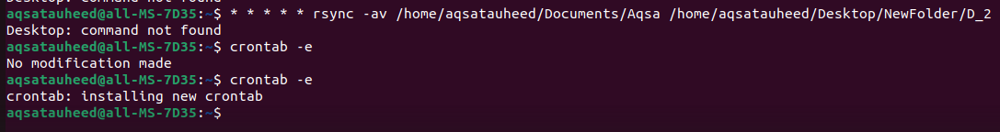 Desktop: command not found
aqsatauheed@all-MS-7D35:~$ * * * * * rsync -av /home/aqsatauheed/Documents/Aqsa /home/aqsatauheed/Desktop/NewFolder/D_2
Desktop: command not found
aqsatauheed@all-MS-7D35:~$ crontab -e
No modification made
aqsatauheed@all-MS-7D35:~$ crontab -e
crontab: installing new crontab
aqsatauheed@all-MS-7D35:~$